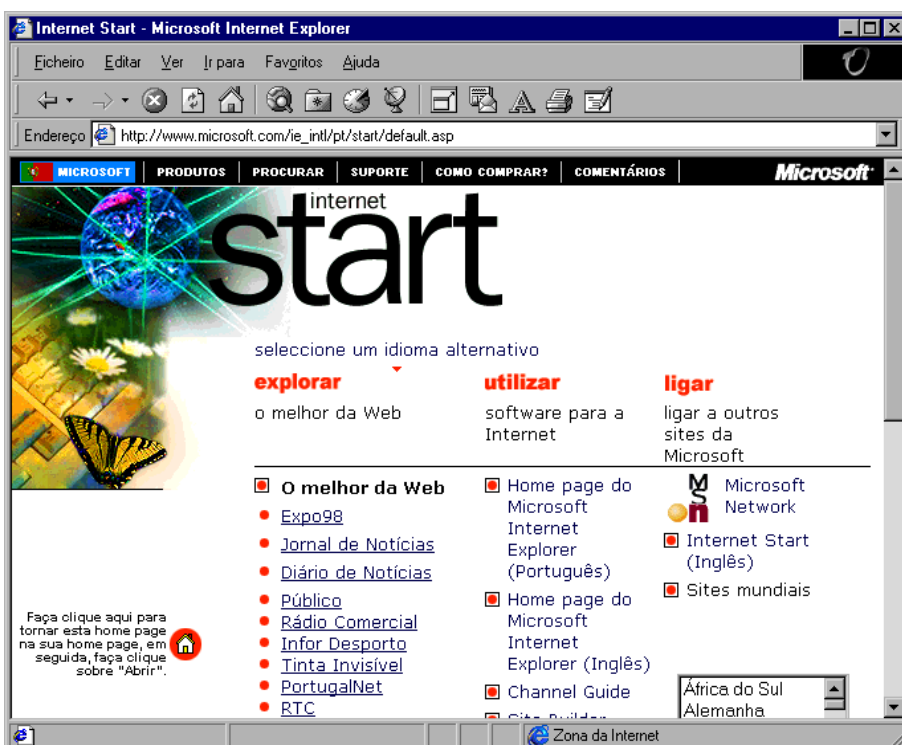 Internet Start - Microsoft Internet Explorer
Ficheiro Editar Ver Ir para Favoritos Ajuda
Endereço http://www.microsoft.com/ie_intl/pt/start/default.asp
MICROSOFT PRODUTOS PROCURAR SUPORTE COMO COMPRAR? COMENTÁRIOS Microsoft
internet
start
seleccione um idioma alternativo
explorar
o melhor da Web
O melhor da Web
Expo98
Jornal de Notícias
Diário de Notícias
Público
Rádio Comercial
Infor Desporto
Tinta Invisível
PortugalNet
RTC
utilizar
software para a
Internet
Home page do
Microsoft
Internet
Explorer
(Português)
Home page do
Microsoft
Internet
Explorer (Inglês)
Channel Guide
Site Builder
ligar
ligar a outros
sites da
Microsoft
msn Microsoft
Network
Internet Start
(Inglês)
Sites mundiais
África do Sul
Alemanha
Faça clique aqui para
tornar esta home page
na sua home page, em
seguida, faça clique
sobre "Abrir".
Zona da Internet